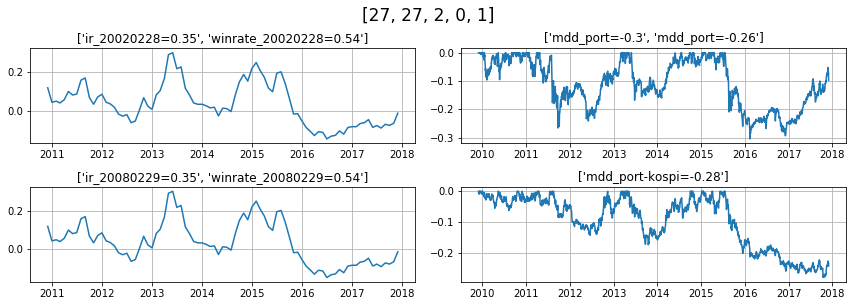 [27, 27, 2, 0, 1]
['ir_20020228=0.35', 'winrate_20020228=0.54']
0.2
0.0
2011 2012 2013 2014 2015 2016 2017 2018
['mdd_port=-0.3', 'mdd_port=-0.26']
0.0
−0.1
−0.2
−0.3
2010 2011 2012 2013 2014 2015 2016 2017 2018
['ir_20080229=0.35', 'winrate_20080229=0.54']
0.2
0.0
2011 2012 2013 2014 2015 2016 2017 2018
['mdd_port-kospi=-0.28']
0.0
−0.1
−0.2
2010 2011 2012 2013 2014 2015 2016 2017 2018